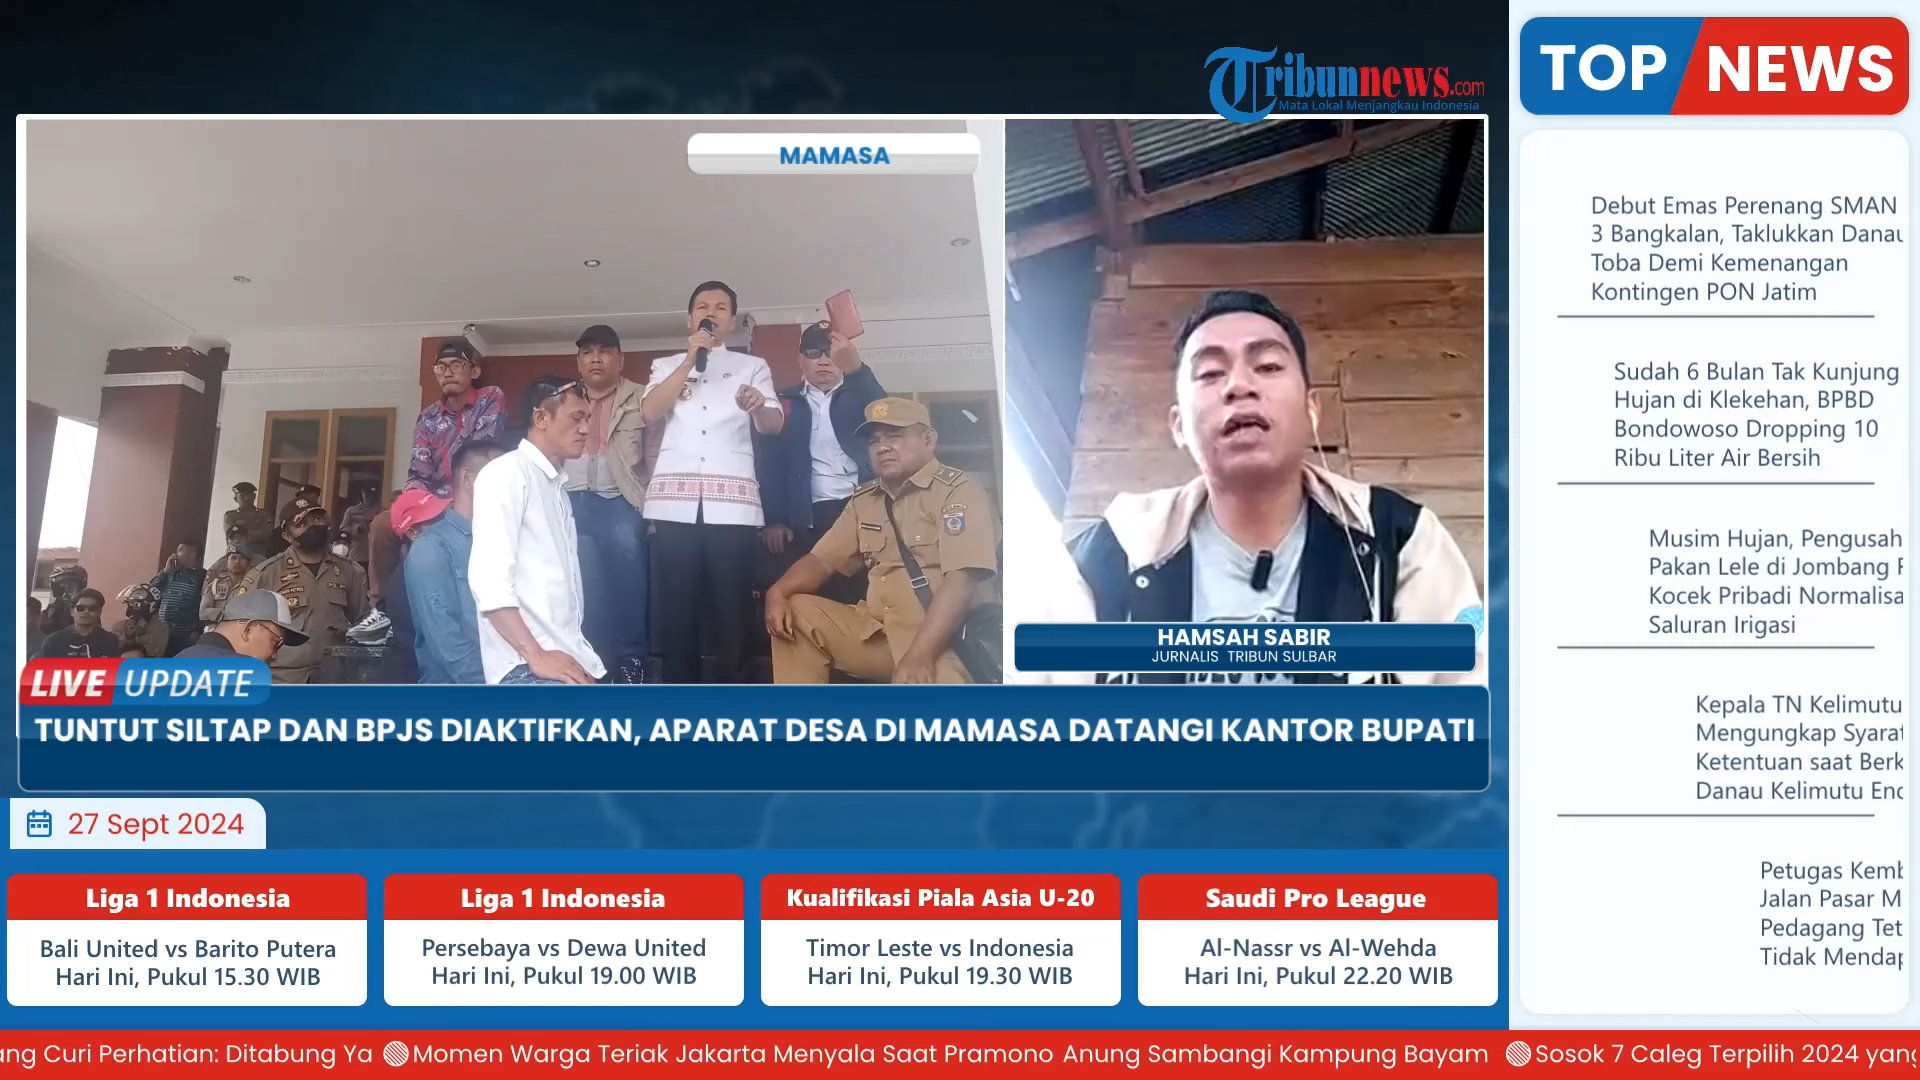 Tribunnews.com
Mata Lokal Menjangkau Indonesia
TOP NEWS
MAMASA
HAMSAH SABIR
JURNALIS TRIBUN SULBAR
LIVE UPDATE
TUNTUT SILTAP DAN BPJS DIAKTIFKAN, APARAT DESA DI MAMASA DATANGI KANTOR BUPATI
27 Sept 2024
Liga 1 Indonesia
Bali United vs Barito Putera
Hari Ini, Pukul 15.30 WIB
Liga 1 Indonesia
Persebaya vs Dewa United
Hari Ini, Pukul 19.00 WIB
Kualifikasi Piala Asia U-20
Timor Leste vs Indonesia
Hari Ini, Pukul 19.30 WIB
Saudi Pro League
Al-Nassr vs Al-Wehda
Hari Ini, Pukul 22.20 WIB
Debut Emas Perenang SMAN
3 Bangkalan, Taklukkan Danau
Toba Demi Kemenangan
Kontingen PON Jatim
Sudah 6 Bulan Tak Kunjung
Hujan di Klekehan, BPBD
Bondowoso Dropping 10
Ribu Liter Air Bersih
Musim Hujan, Pengusah
Pakan Lele di Jombang
Kocek Pribadi Normalisa
Saluran Irigasi
Kepala TN Kelimutu
Mengungkap Syarat
Ketentuan saat Berk
Danau Kelimutu End
Petugas Kemb
Jalan Pasar M
Pedagang Tet
Tidak Mendap
ang Curi Perhatian: Ditabung Ya Momen Warga Teriak Jakarta Menyala Saat Pramono Anung Sambangi Kampung Bayam Sosok 7 Caleg Terpilih 2024 yang